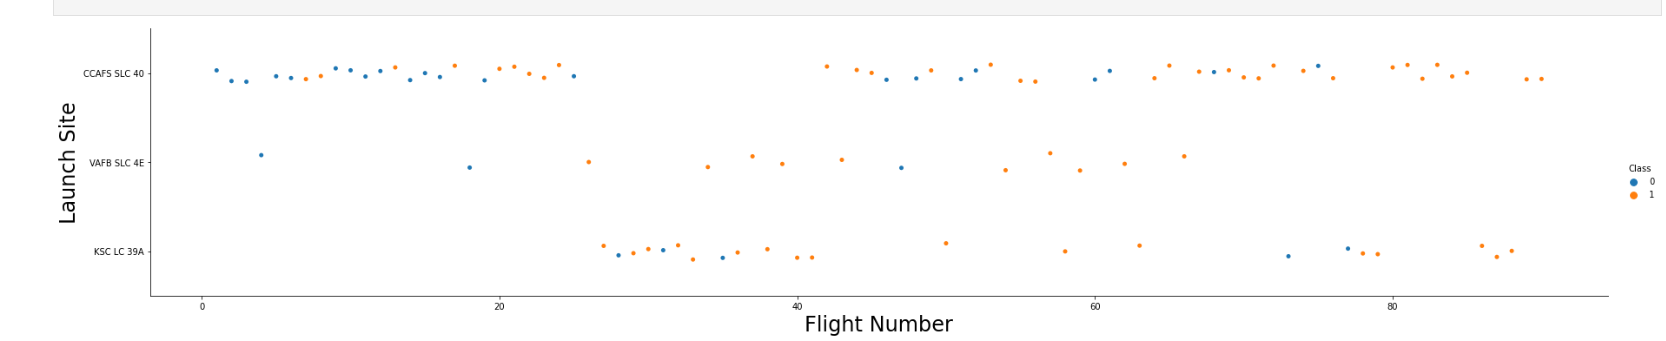 CCAFS SLC 40
VAFB SLC 4E
KSC LC 39A
Launch Site
0 20 40 60 80
Flight Number
Class
0
1